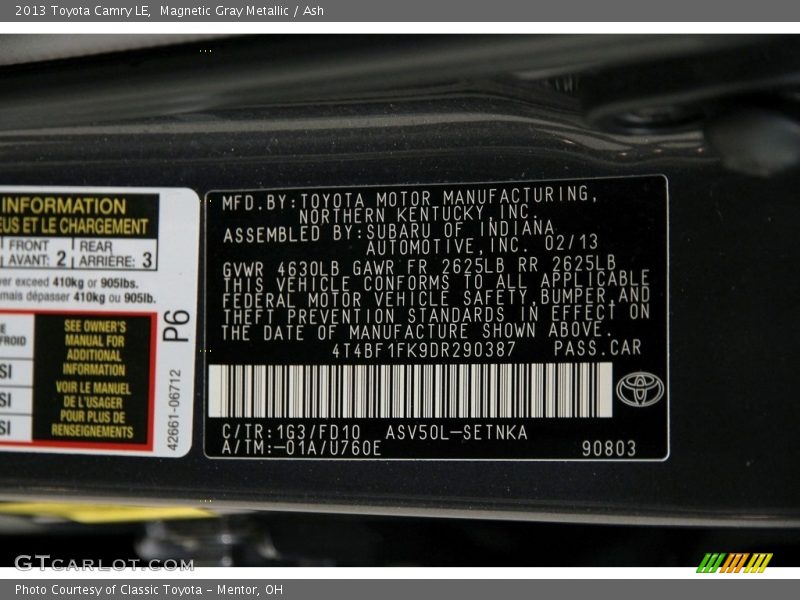 2013 Toyota Camry LE, Magnetic Gray Metallic / Ash
INFORMATION
EUS ET LE CHARGEMENT
FRONT
AVANT: 2
REAR
ARRIÈRE: 3
exceed 410kg or 905lbs.
mais dépasser 410kg ou 905lb.
SEE OWNER'S
MANUAL FOR
ADDITIONAL
INFORMATION
VOIR LE MANUEL
DE L'USAGER
POUR PLUS DE
RENSEIGNEMENTS
P6
42661-06712
MFD.BY:TOYOTA MOTOR MANUFACTURING,
NORTHERN KENTUCKY,INC.
ASSEMBLED BY:SUBARU OF INDIANA
AUTOMOTIVE,INC. 02/13
GVWR 4630LB GAWR FR 2625LB RR 2625LB
THIS VEHICLE CONFORMS TO ALL APPLICABLE
FEDERAL MOTOR VEHICLE SAFETY,BUMPER,AND
THEFT PREVENTION STANDARDS IN EFFECT ON
THE DATE OF MANUFACTURE SHOWN ABOVE.
4T4BF1FK9DR290387 PASS.CAR
C/TR:1G3/FD10 ASV50L-SETNKA
A/TM:-01A/U760E 90803
GTCARLOT.COM
Photo Courtesy of Classic Toyota - Mentor, OH